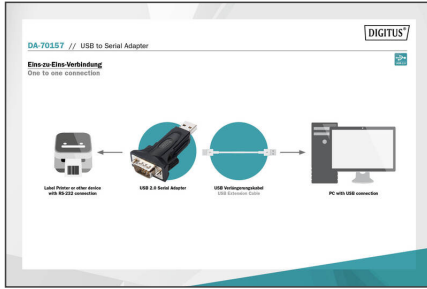 DIGITUS®
DA-70157 // USB to Serial Adapter
Eins-zu-Eins-Verbindung
One to one connection
Label Printer or other device
with RS-232 connection
USB 2.0 Serial Adapter
USB Verlängerungskabel
USB Extension Cable
PC with USB connection